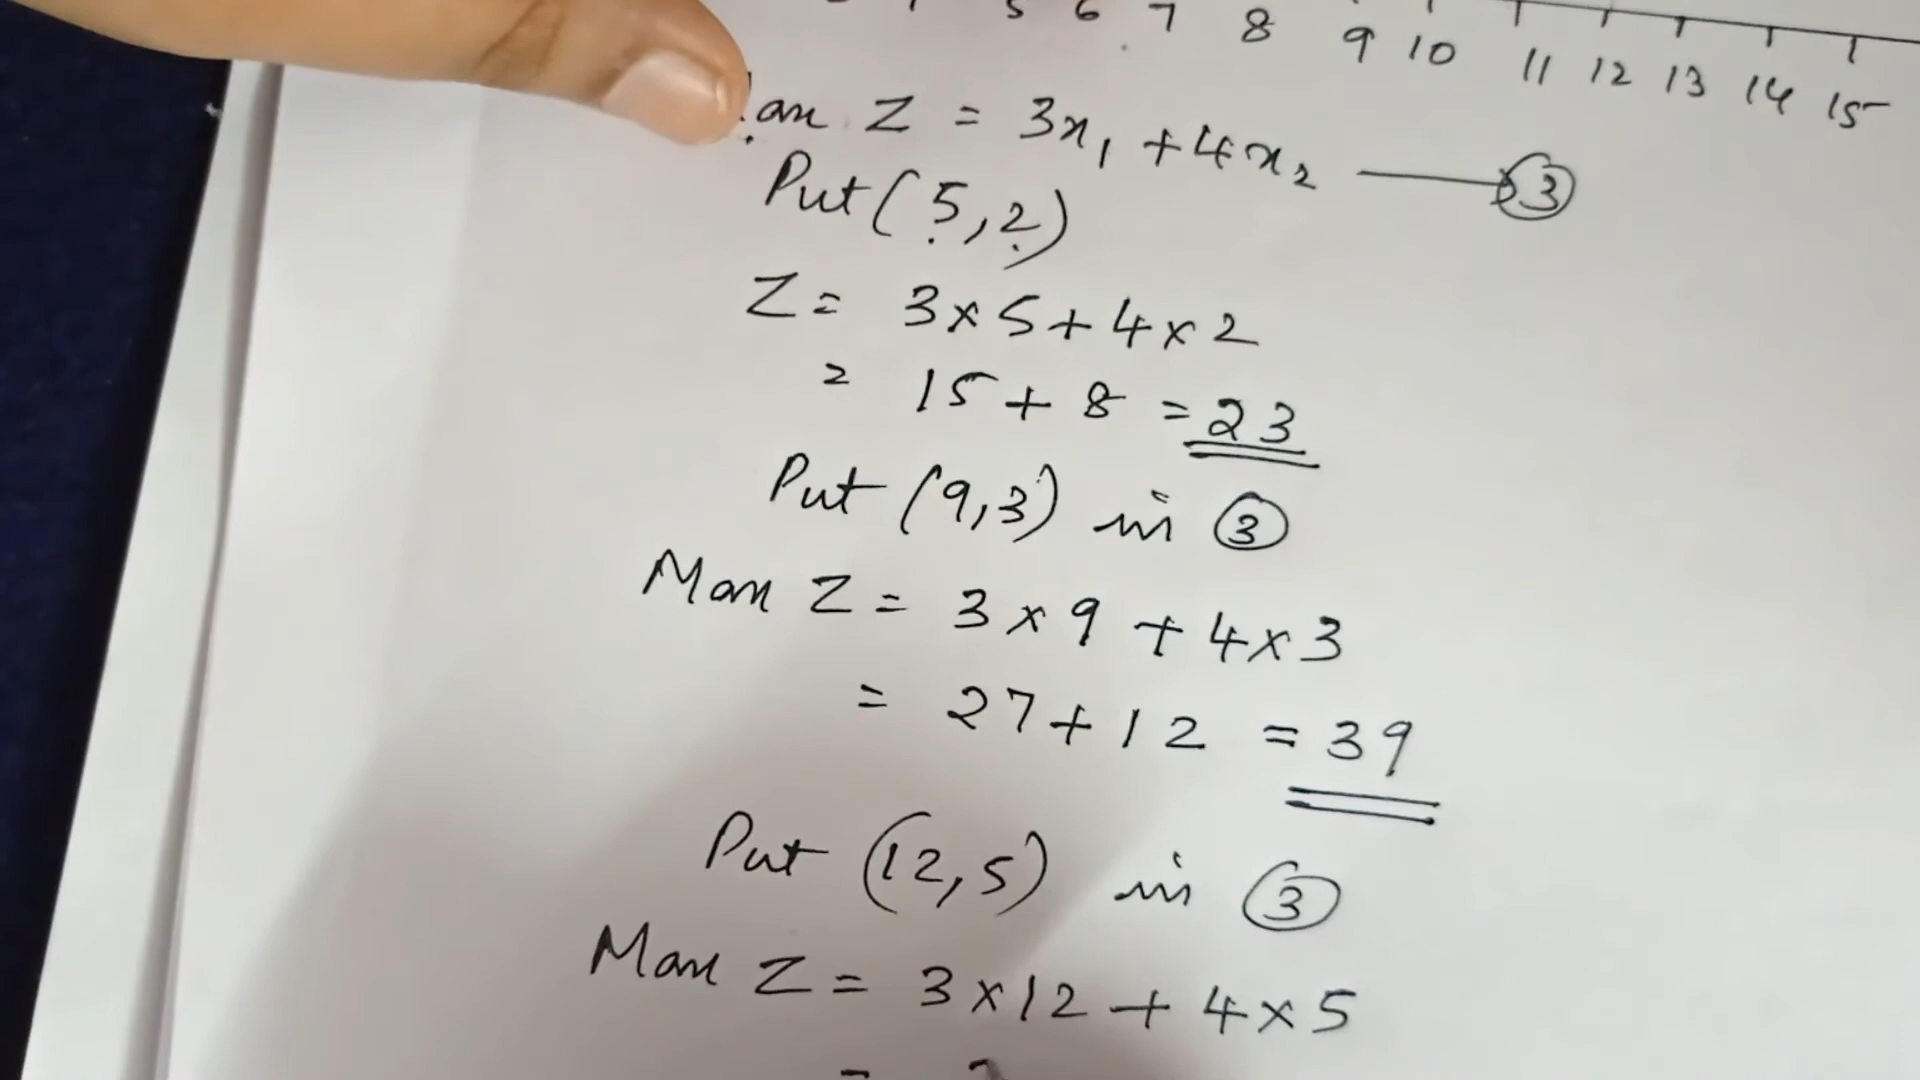 5 6 7 8 9 10 11 12 13 14 15
Max Z = 3x₁ + 4x₂ → ③
Put (5,2)
Z = 3 × 5 + 4 × 2
= 15 + 8 = 23
Put (9,3) in ③
Max Z = 3 × 9 + 4 × 3
= 27 + 12 = 39
Put (12,5) in ③
Max Z = 3 × 12 + 4 × 5
=